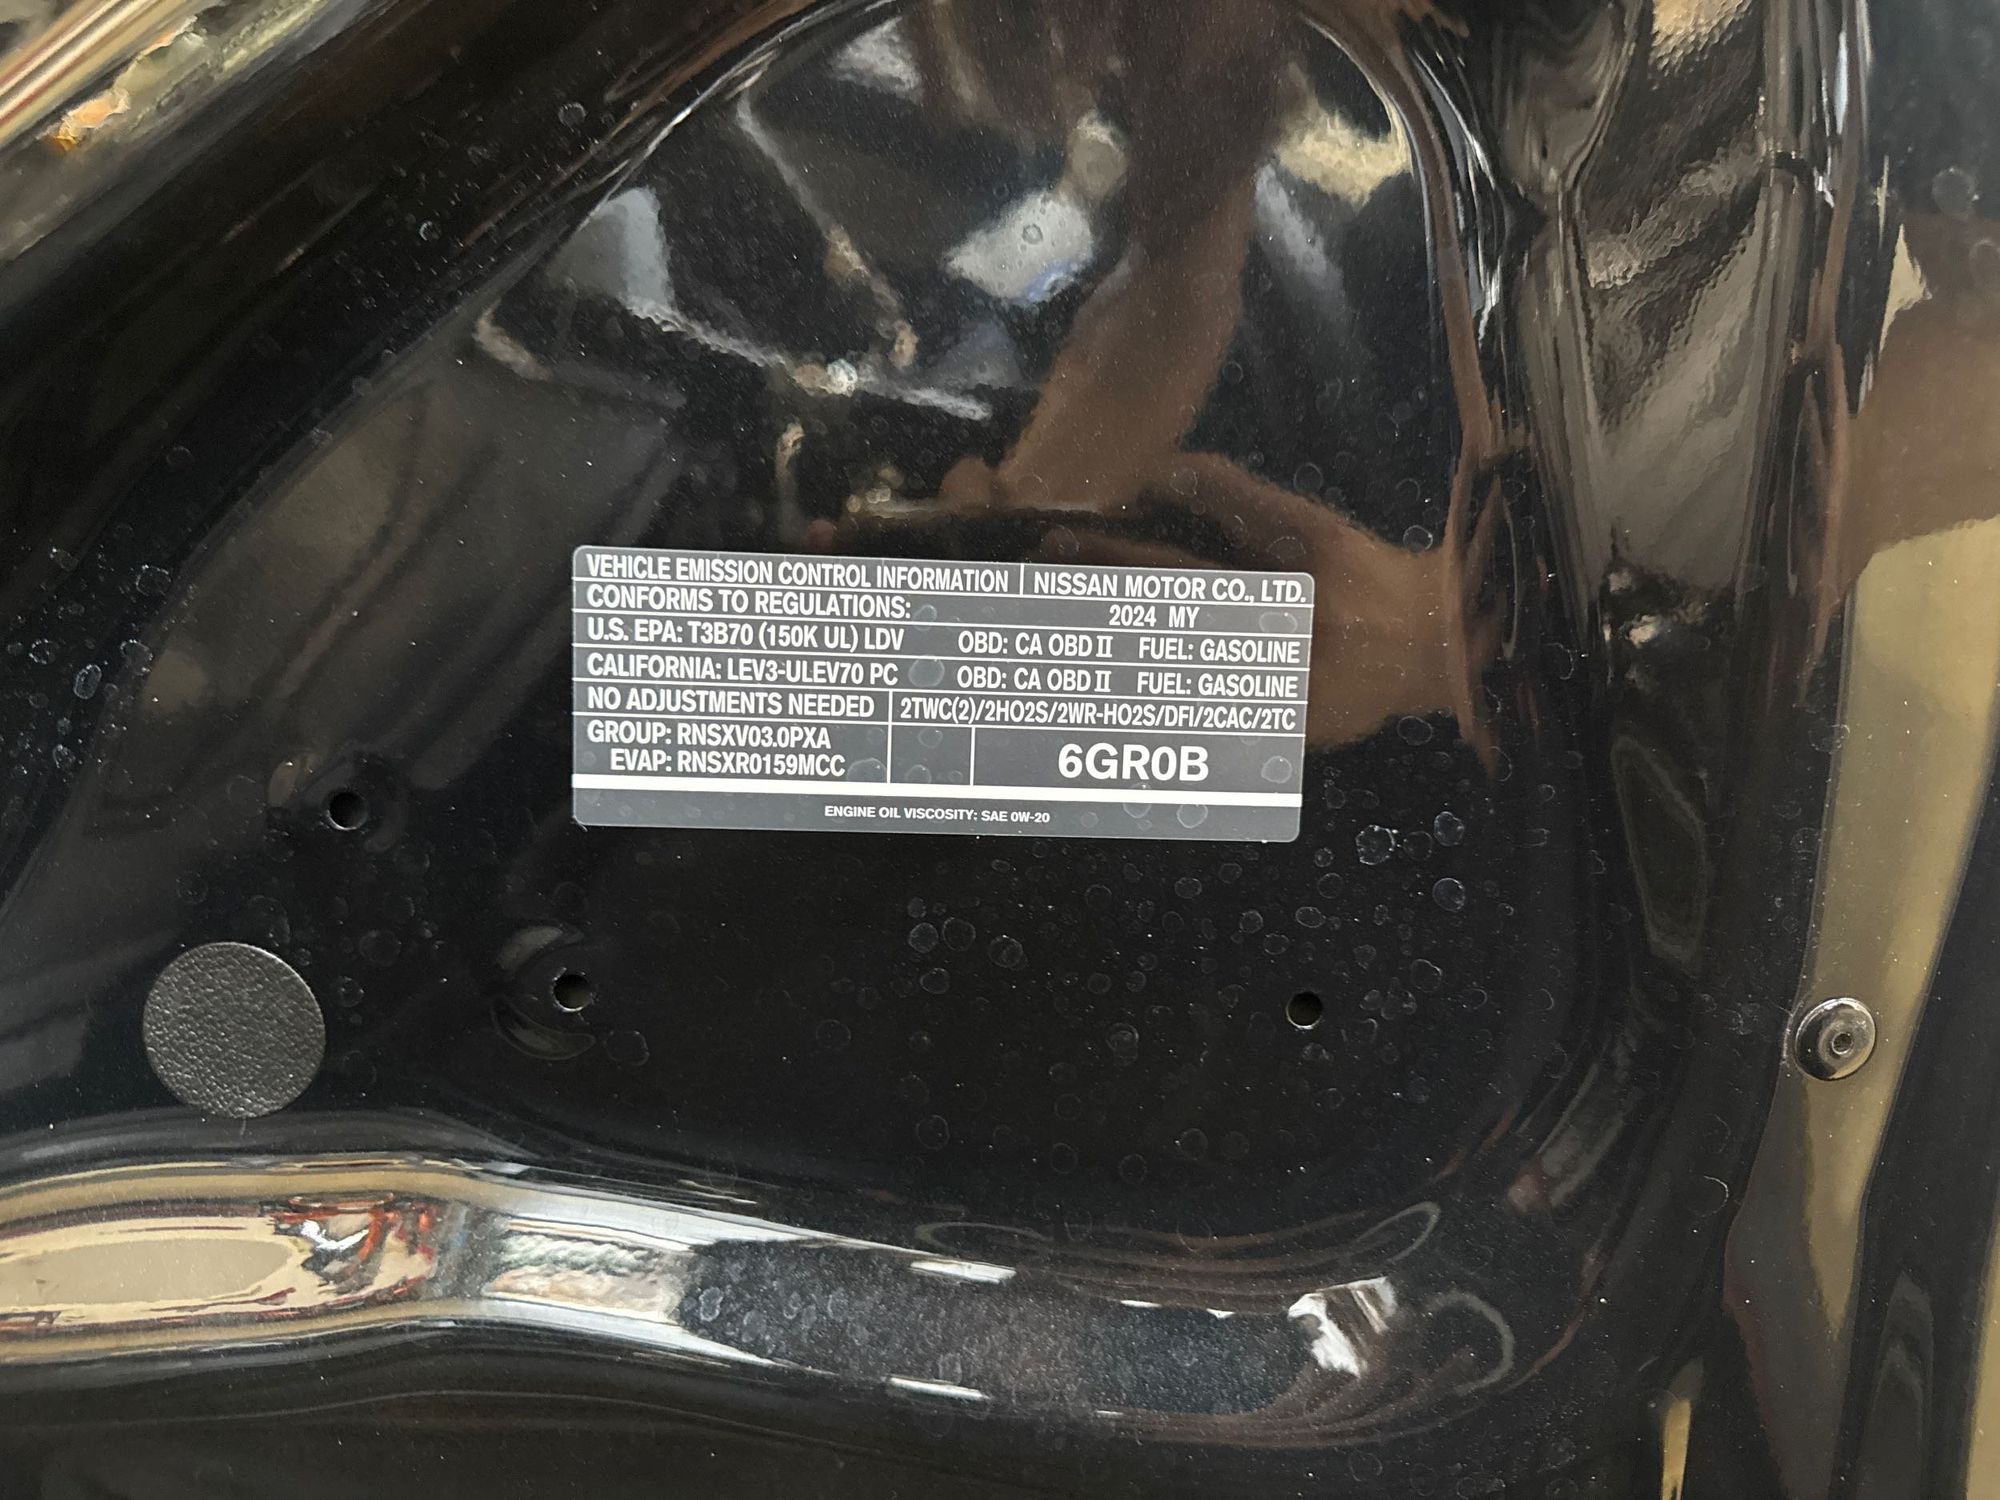 VEHICLE EMISSION CONTROL INFORMATION NISSAN MOTOR CO., LTD.
CONFORMS TO REGULATIONS: 2024 MY
U.S. EPA: T3B70 (150K UL) LDV OBD: CA OBD II FUEL: GASOLINE
CALIFORNIA: LEV3-ULEV70 PC OBD: CA OBD II FUEL: GASOLINE
NO ADJUSTMENTS NEEDED 2TWC(2)/2HO2S/2WR-HO2S/DFI/2CAC/2TC
GROUP: RNSXV03.0PXA
EVAP: RNSXR0159MCC
6GR0B
ENGINE OIL VISCOSITY: SAE 0W-20